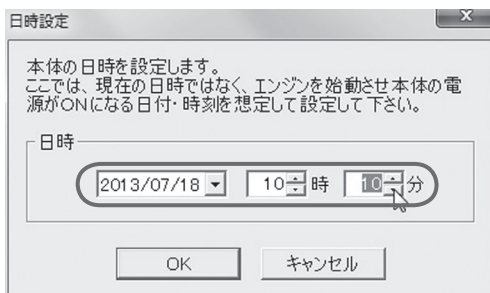 日時設定
本体の日時を設定します。
ここでは、現在の日時ではなく、エンジンを始動させ本体の電
源がONになる日付・時刻を想定して設定して下さい。
日時
2013/07/18 10 時 10 分
OK キャンセル